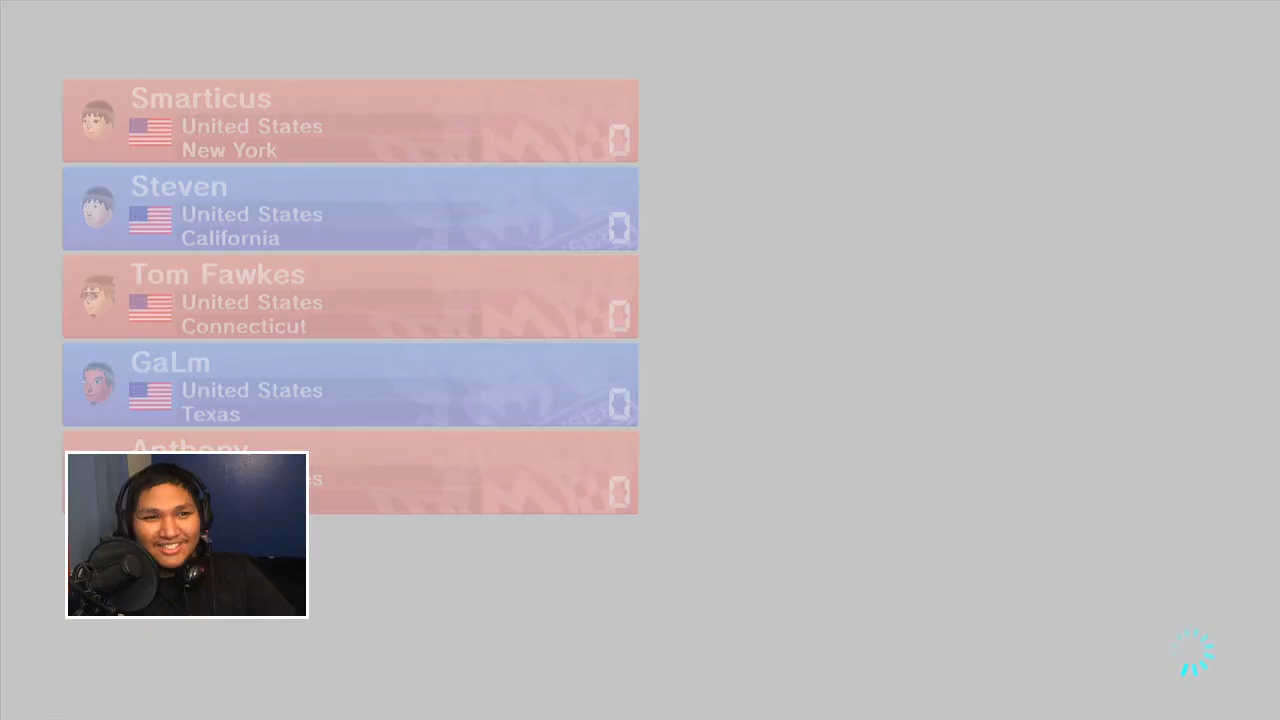 Smarticus
United States
New York
0
Steven
United States
California
0
Tom Fawkes
United States
Connecticut
0
GaLm
United States
Texas
0
Anthony
0